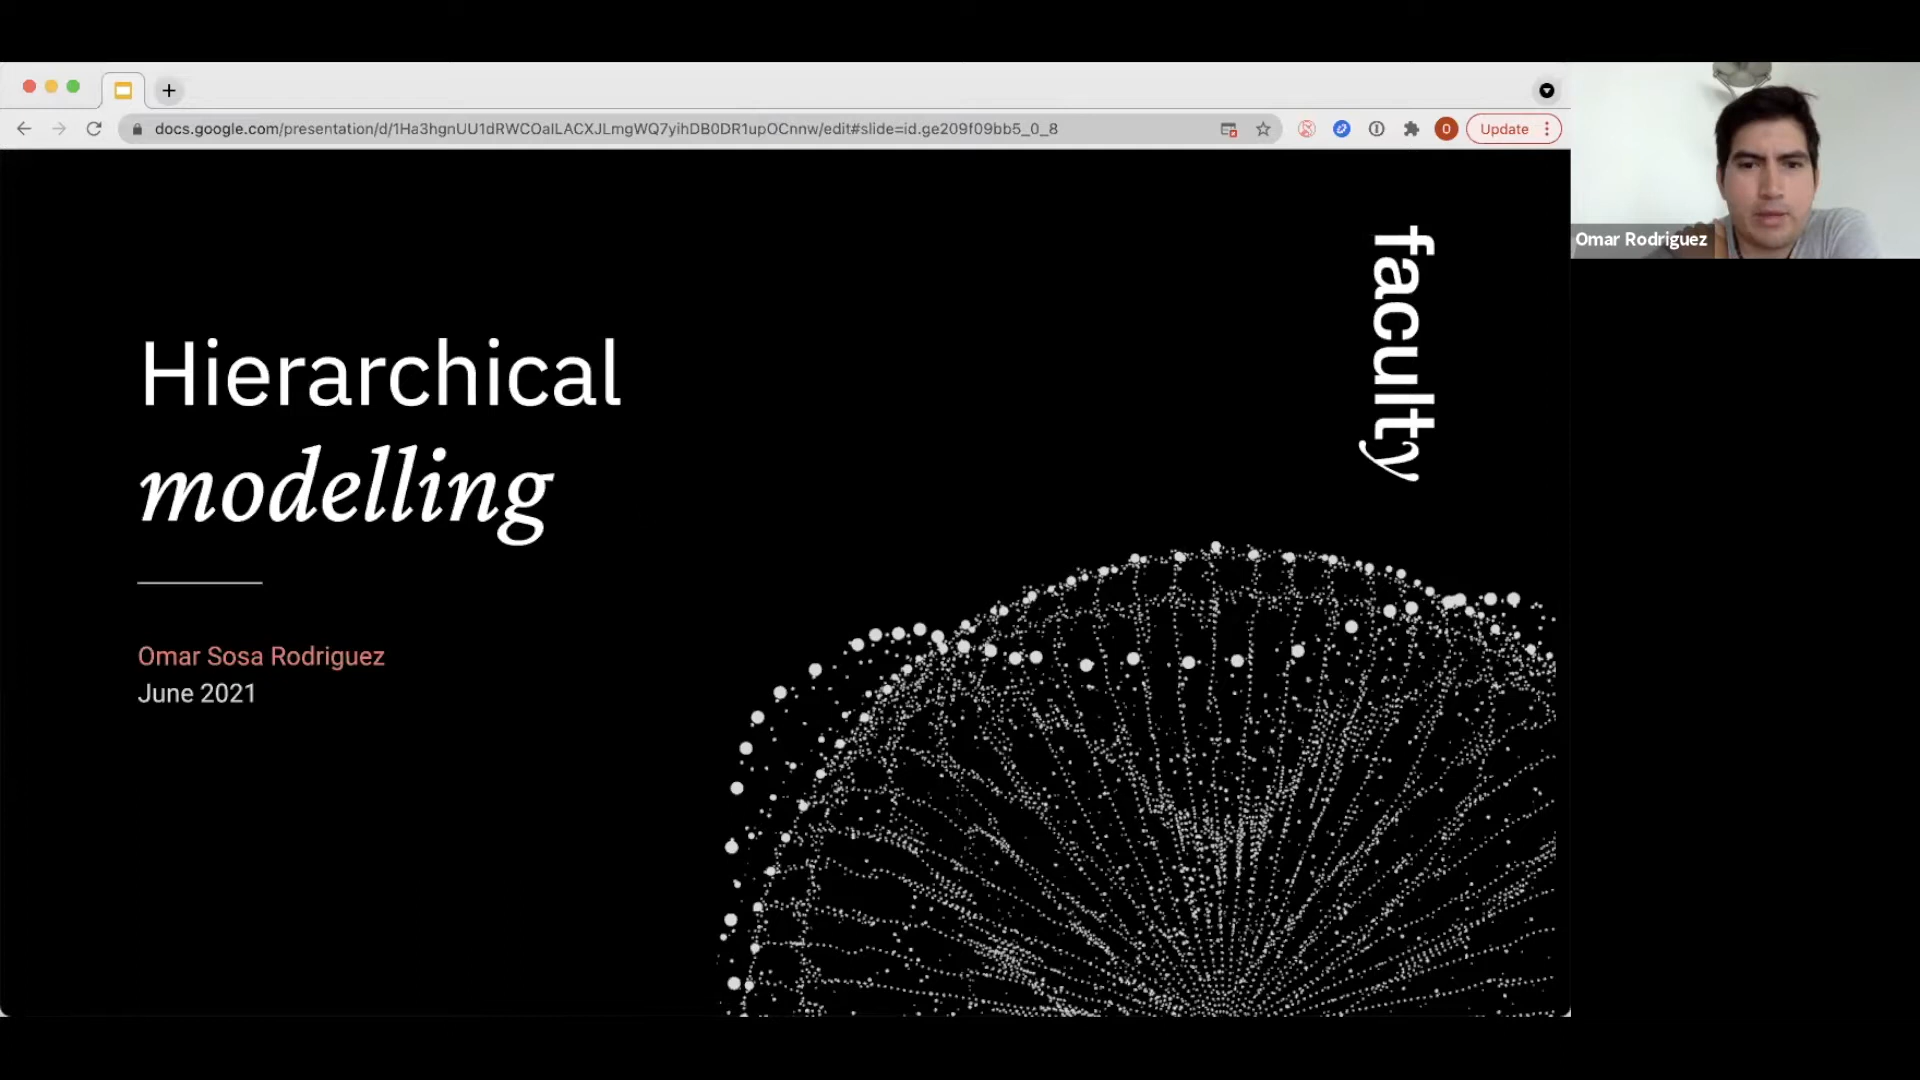 docs.google.com/presentation/d/1Ha3hgnUU1dRWCOalLACXJLmgWQ7yihDB0DR1upOCnnw/edit#slide=id.ge209f09bb5_0_8
O
Update
Omar Rodriguez
faculty
Hierarchical
modelling
Omar Sosa Rodriguez
June 2021